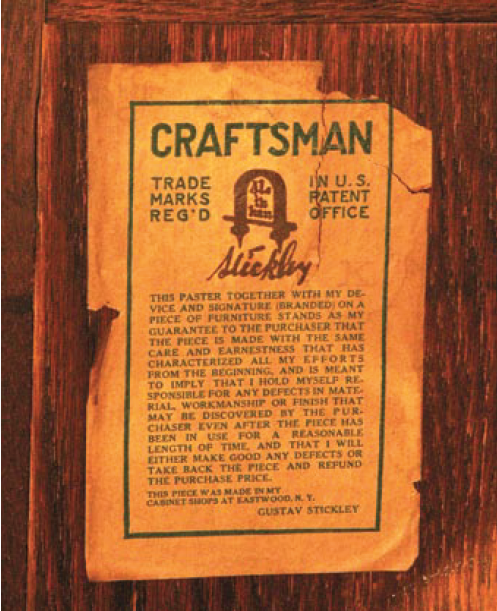 CRAFTSMAN
TRADE
MARKS
REG'D
Als
ik
kan
IN U.S.
PATENT
OFFICE
Stickley
THIS PASTER TOGETHER WITH MY DE-
VICE AND SIGNATURE (BRANDED) ON A
PIECE OF FURNITURE STANDS AS MY
GUARANTEE TO THE PURCHASER THAT
THE PIECE IS MADE WITH THE SAME
CARE AND EARNESTNESS THAT HAS
CHARACTERIZED ALL MY EFFORTS
FROM THE BEGINNING, AND IS MEANT
TO IMPLY THAT I HOLD MYSELF RE-
SPONSIBLE FOR ANY DEFECTS IN MATE-
RIAL, WORKMANSHIP OR FINISH THAT
MAY BE DISCOVERED BY THE PUR-
CHASER EVEN AFTER THE PIECE HAS
BEEN IN USE FOR A REASONABLE
LENGTH OF TIME, AND THAT I WILL
EITHER MAKE GOOD ANY DEFECTS OR
TAKE BACK THE PIECE AND REFUND
THE PURCHASE PRICE.
THIS PIECE WAS MADE IN MY
CABINET SHOPS AT EASTWOOD, N. Y.
GUSTAV STICKLEY